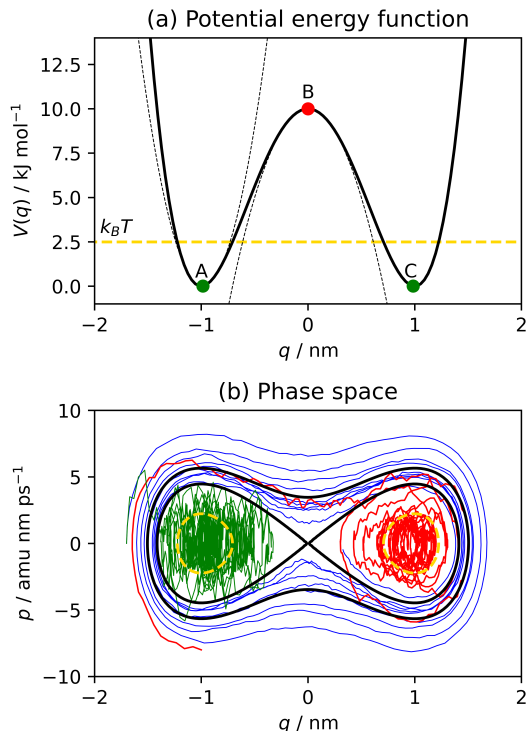 (a) Potential energy function
12.5
10.0
7.5
5.0
2.5
0.0
V(q) / kJ mol⁻¹
k_BT
A
B
C
−2
−1
0
1
2
q / nm
(b) Phase space
10
5
0
−5
−10
p / amu nm ps⁻¹
−2
−1
0
1
2
q / nm